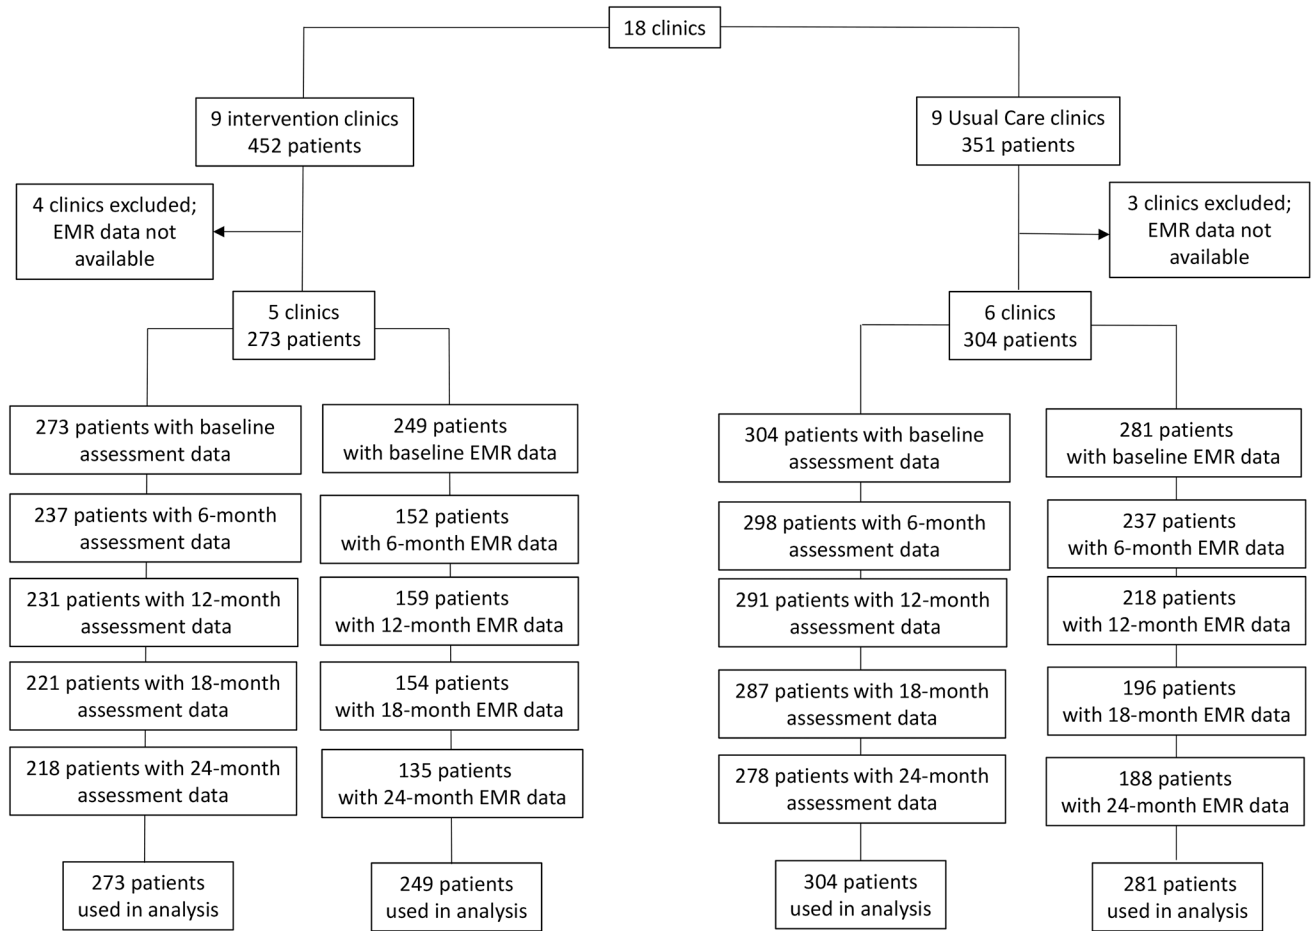 18 clinics
9 intervention clinics
452 patients
9 Usual Care clinics
351 patients
4 clinics excluded;
EMR data not
available
3 clinics excluded;
EMR data not
available
5 clinics
273 patients
6 clinics
304 patients
273 patients with baseline
assessment data
249 patients
with baseline EMR data
304 patients with baseline
assessment data
281 patients
with baseline EMR data
237 patients with 6-month
assessment data
152 patients
with 6-month EMR data
298 patients with 6-month
assessment data
237 patients
with 6-month EMR data
231 patients with 12-month
assessment data
159 patients
with 12-month EMR data
291 patients with 12-month
assessment data
218 patients
with 12-month EMR data
221 patients with 18-month
assessment data
154 patients
with 18-month EMR data
287 patients with 18-month
assessment data
196 patients
with 18-month EMR data
218 patients with 24-month
assessment data
135 patients
with 24-month EMR data
278 patients with 24-month
assessment data
188 patients
with 24-month EMR data
273 patients
used in analysis
249 patients
used in analysis
304 patients
used in analysis
281 patients
used in analysis